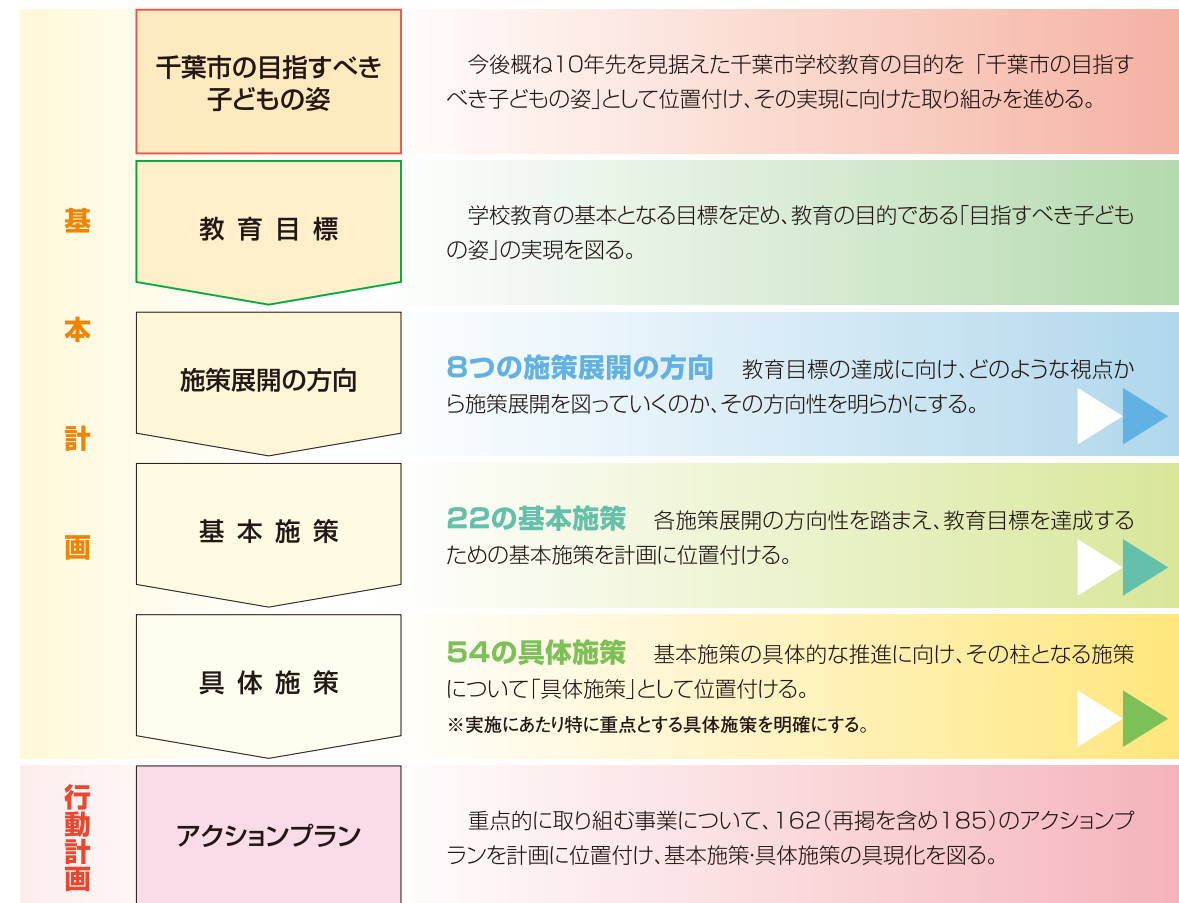 基本計画
千葉市の目指すべき
子どもの姿
今後概ね10年先を見据えた千葉市学校教育の目的を「千葉市の目指す
べき子どもの姿」として位置付け、その実現に向けた取り組みを進める。
教育目標
学校教育の基本となる目標を定め、教育の目的である「目指すべき子ども
の姿」の実現を図る。
施策展開の方向
8つの施策展開の方向 教育目標の達成に向け、どのような視点か
ら施策展開を図っていくのか、その方向性を明らかにする。
基本施策
22の基本施策 各施策展開の方向性を踏まえ、教育目標を達成する
ための基本施策を計画に位置付ける。
具体施策
54の具体施策 基本施策の具体的な推進に向け、その柱となる施策
について「具体施策」として位置付ける。
※実施にあたり特に重点とする具体施策を明確にする。
行動計画
アクションプラン
重点的に取り組む事業について、162(再掲を含め185)のアクションプ
ランを計画に位置付け、基本施策・具体施策の具現化を図る。